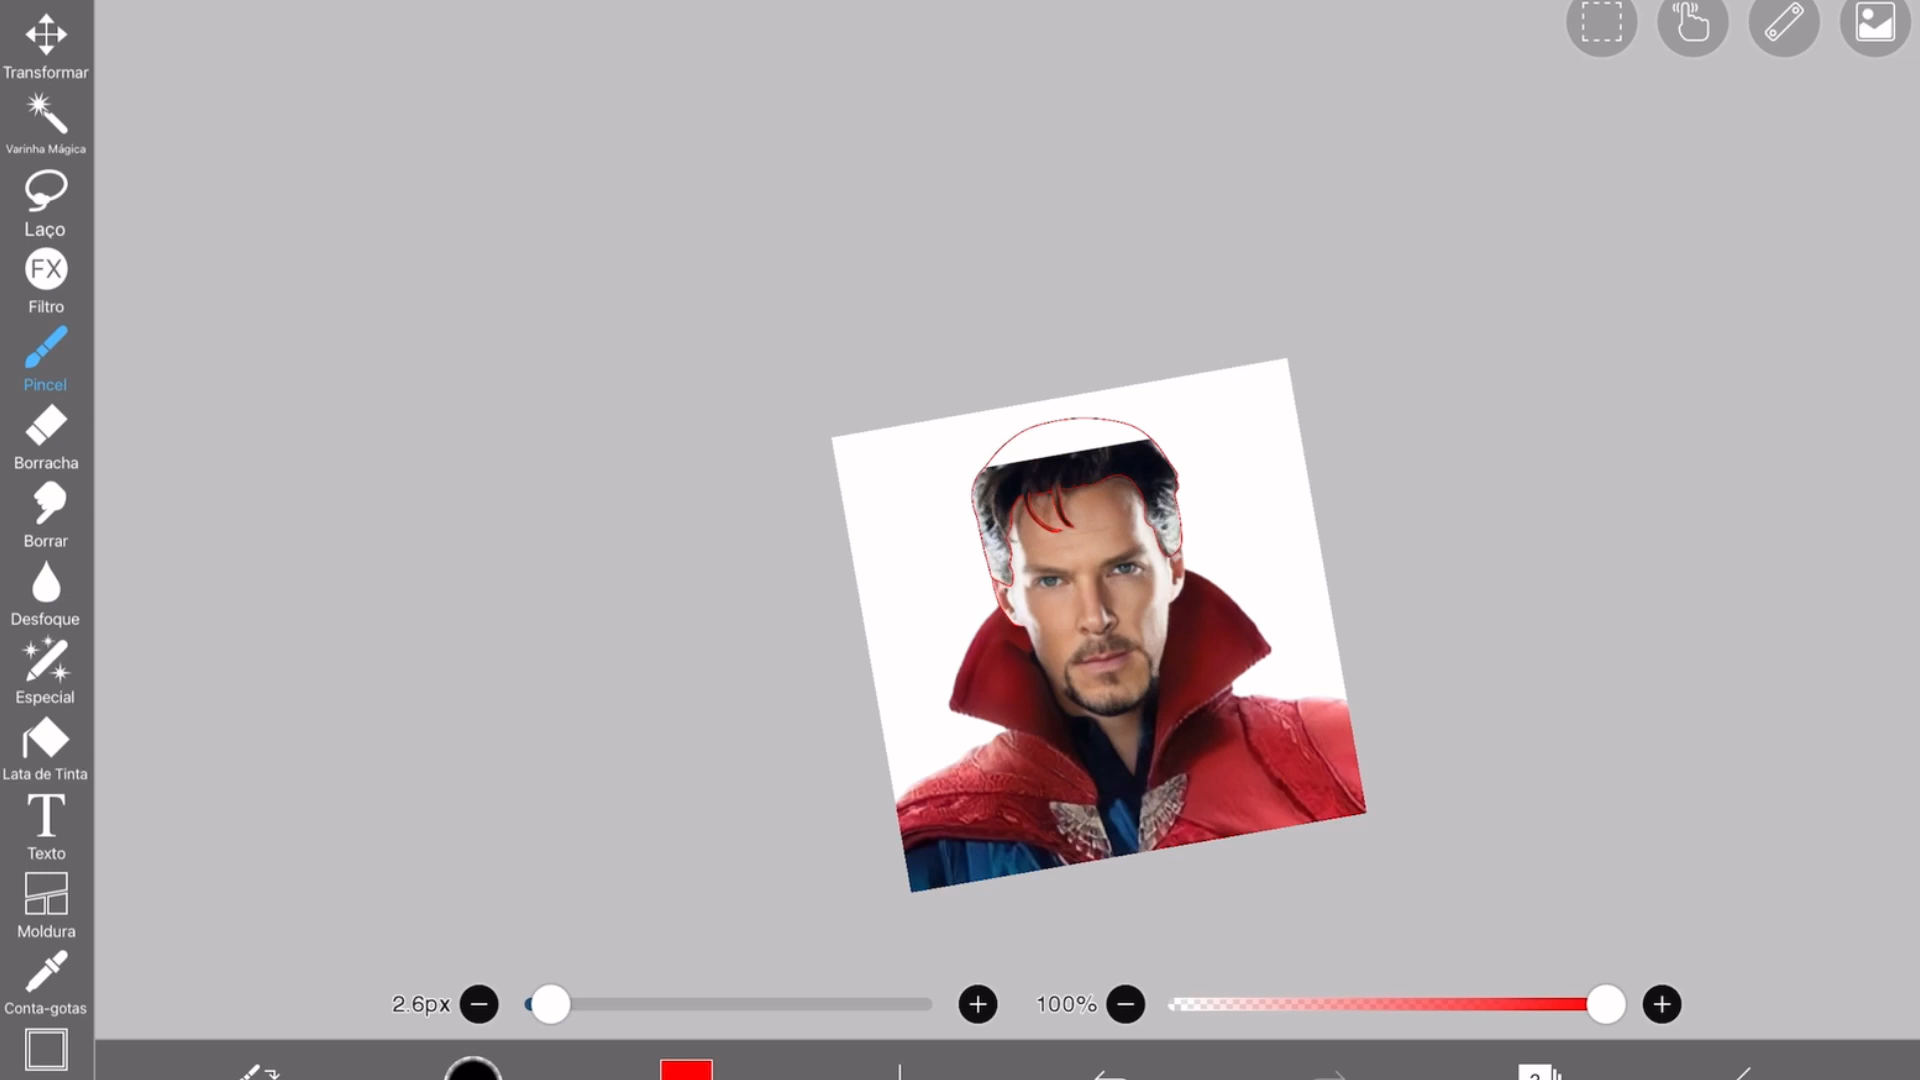 Transformar
Varinha Mágica
Laço
FX
Filtro
Pincel
Borracha
Borrar
Desfoque
Especial
Lata de Tinta
T
Texto
Moldura
Conta-gotas
2.6px
100%